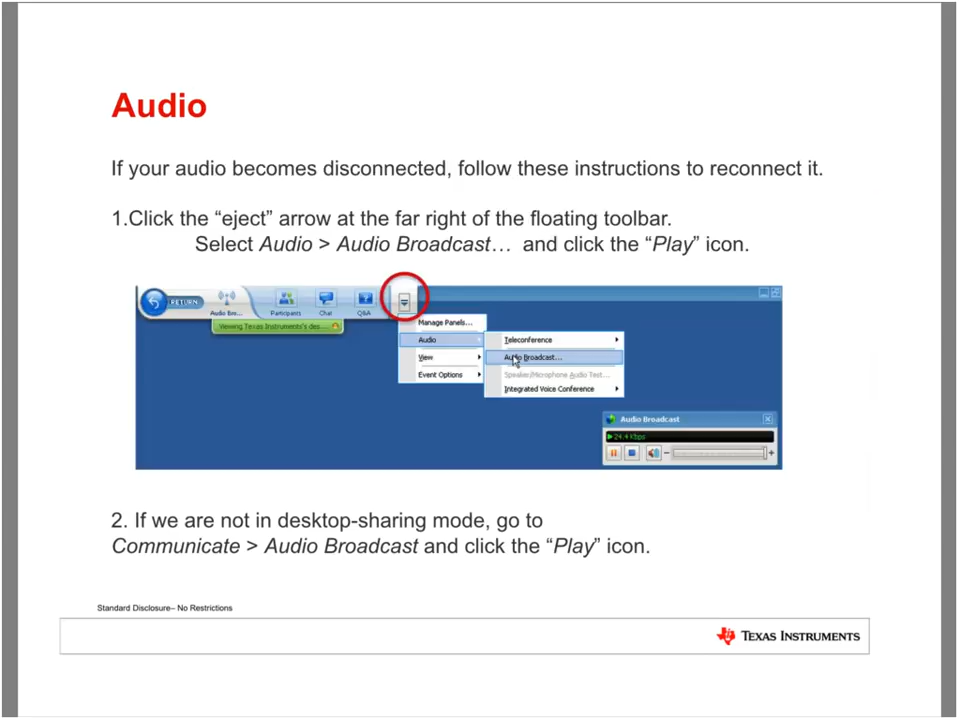 Audio
If your audio becomes disconnected, follow these instructions to reconnect it.
1.Click the “eject” arrow at the far right of the floating toolbar.
Select Audio > Audio Broadcast… and click the “Play” icon.
RETURN
Audio Bro...
Participants
Chat
Q&A
Viewing Texas Instruments's des...
Manage Panels...
Audio
Teleconference
View
Audio Broadcast...
Event Options
Speaker/Microphone Audio Test...
Integrated Voice Conference
Audio Broadcast
24.4 kbps
2. If we are not in desktop-sharing mode, go to
Communicate > Audio Broadcast and click the “Play” icon.
Standard Disclosure– No Restrictions
TEXAS INSTRUMENTS